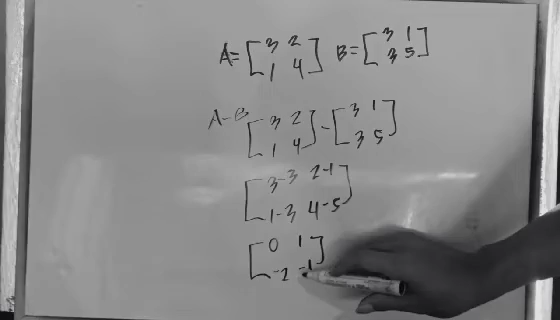 A= [3 2
1 4] B= [3 1
3 5]
A-B [3 2
1 4] - [3 1
3 5]
[3-3 2-1
1-3 4-5]
[0 1
-2 -1]